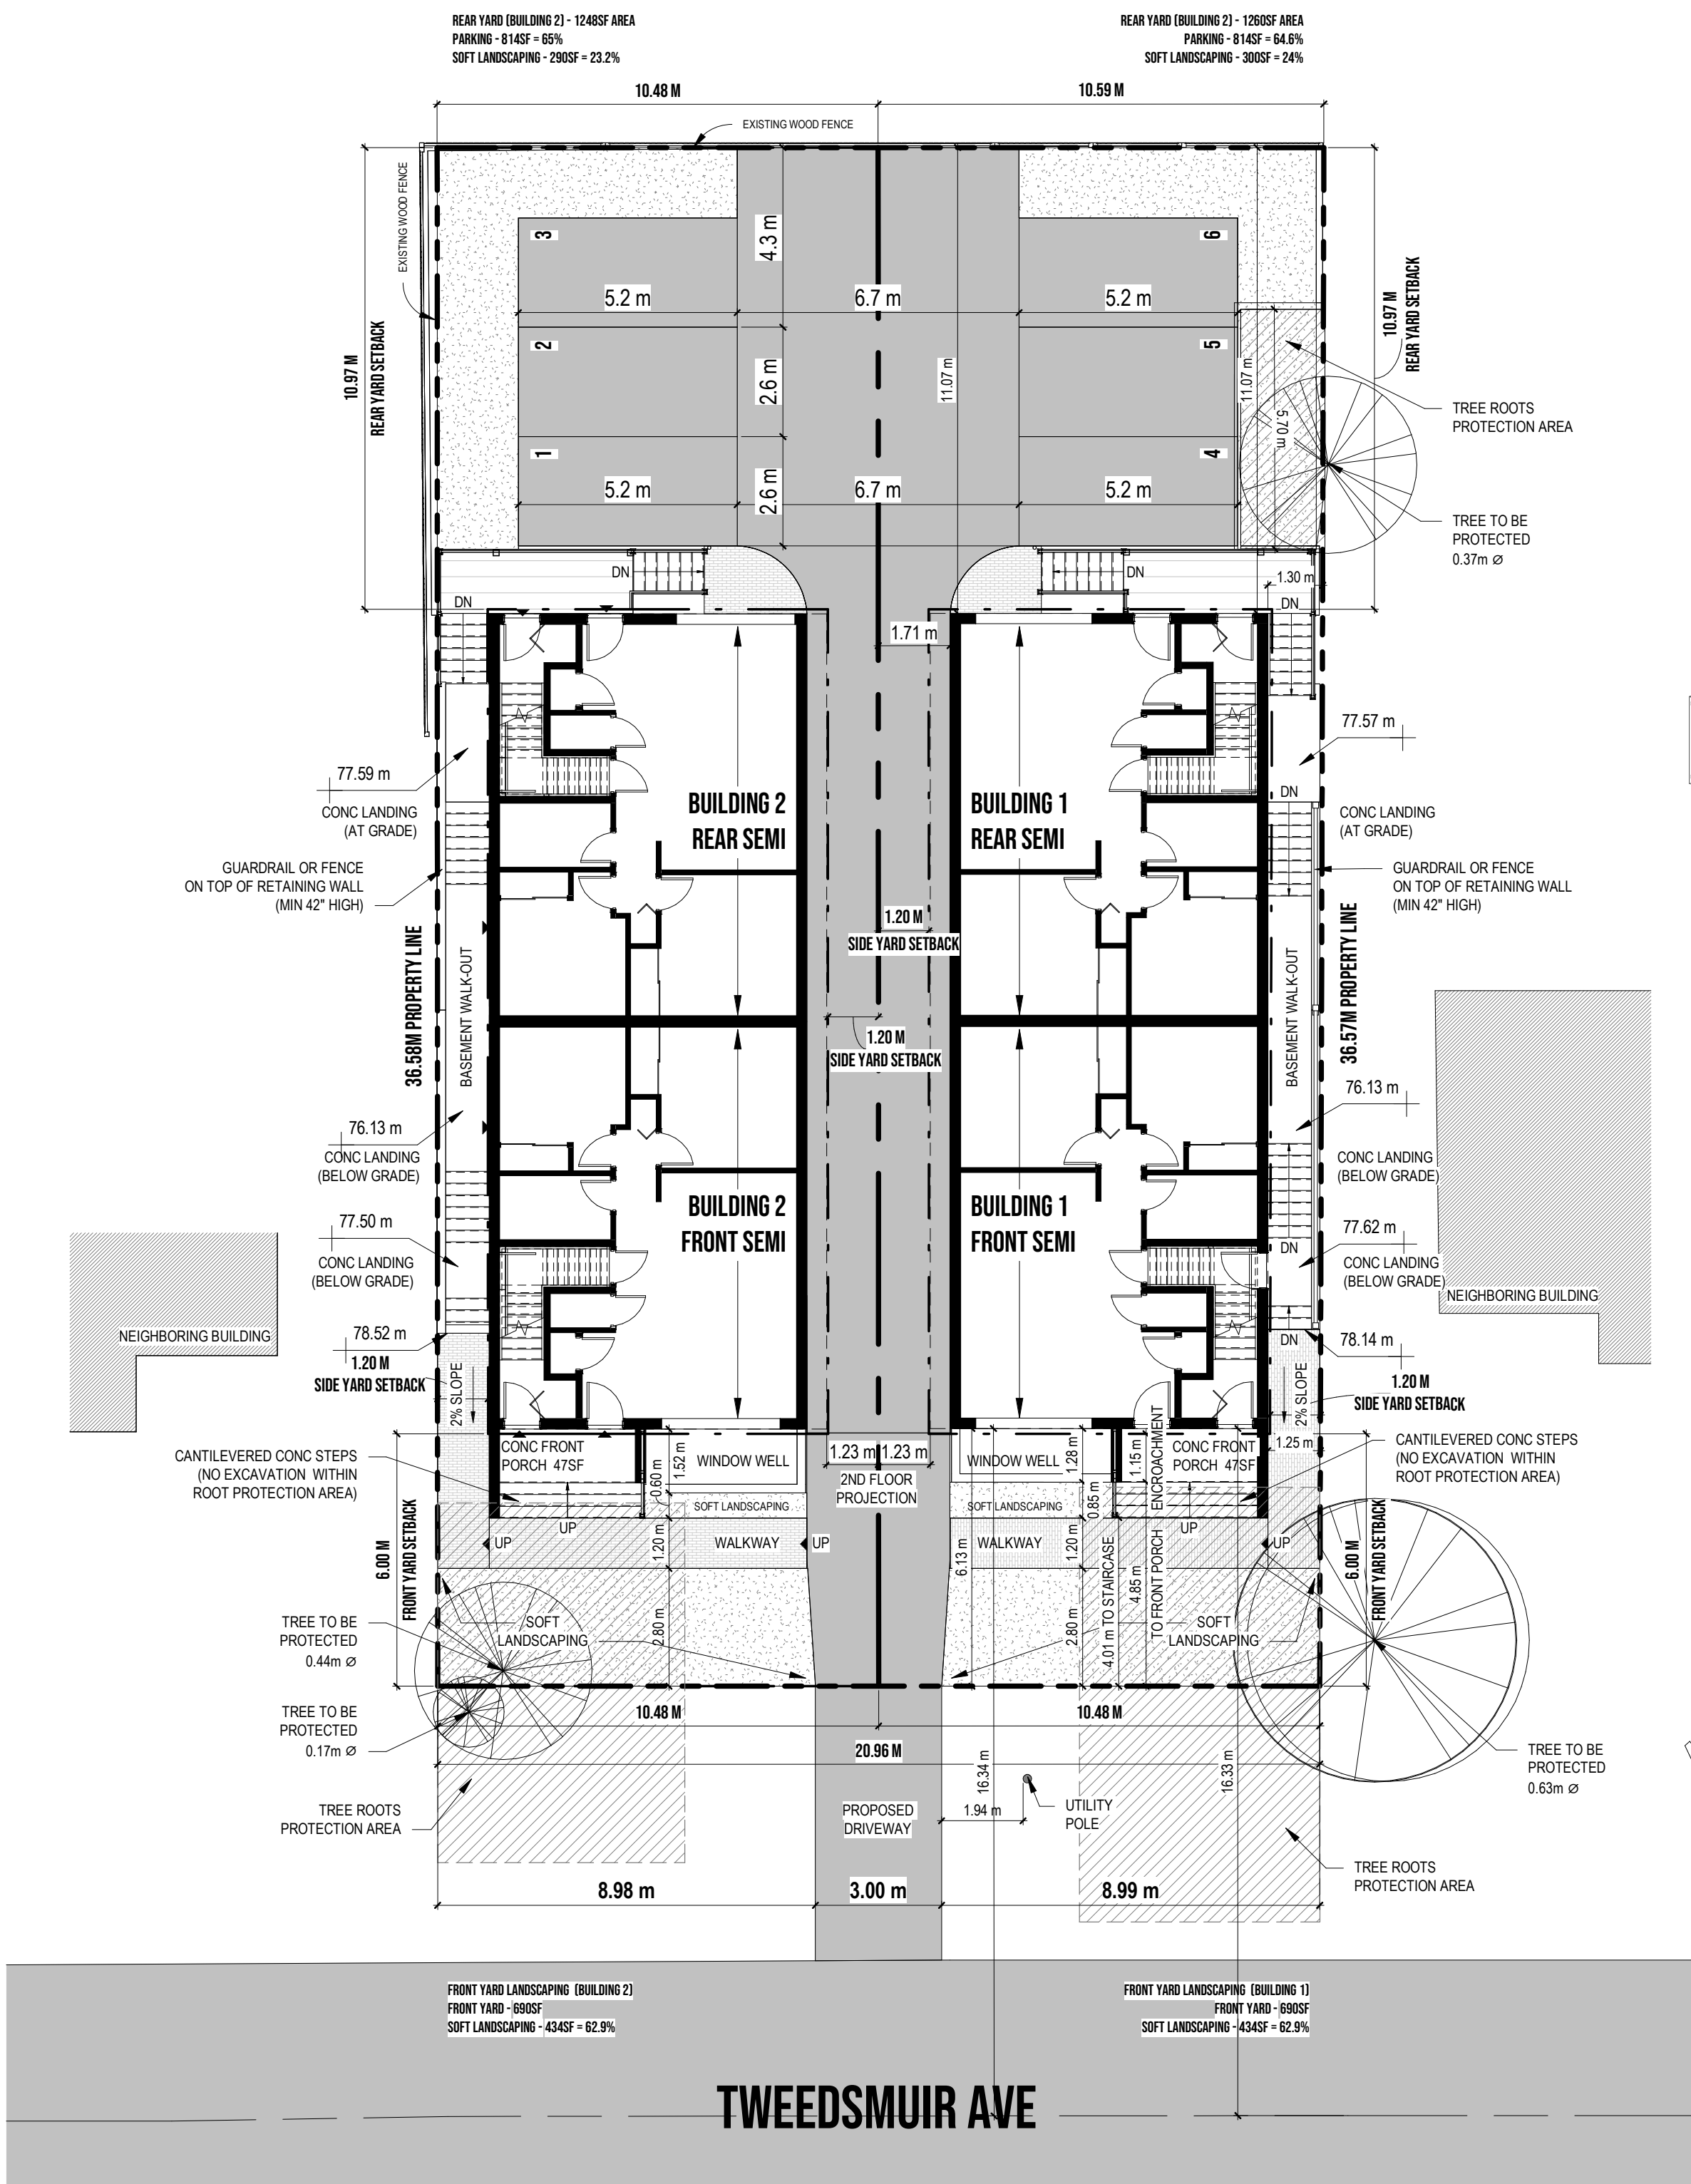 REAR YARD (BUILDING 2) - 1248SF AREA
PARKING - 814SF = 65%
SOFT LANDSCAPING - 290SF = 23.2%
REAR YARD (BUILDING 2) - 1260SF AREA
PARKING - 814SF = 64.6%
SOFT LANDSCAPING - 300SF = 24%
10.48 M
10.59 M
EXISTING WOOD FENCE
EXISTING WOOD FENCE
3
6
4.3 m
5.2 m
6.7 m
5.2 m
10.97 M
REAR YARD SETBACK
10.97 M
REAR YARD SETBACK
2
5
2.6 m
11.07 m
11.07 m
5.70 m
TREE ROOTS
PROTECTION AREA
1
4
2.6 m
5.2 m
6.7 m
5.2 m
TREE TO BE
PROTECTED
0.37m Ø
DN
DN
1.30 m
DN
DN
1.71 m
77.57 m
77.59 m
CONC LANDING
(AT GRADE)
DN
CONC LANDING
(AT GRADE)
BUILDING 2
REAR SEMI
BUILDING 1
REAR SEMI
GUARDRAIL OR FENCE
ON TOP OF RETAINING WALL
(MIN 42" HIGH)
GUARDRAIL OR FENCE
ON TOP OF RETAINING WALL
(MIN 42" HIGH)
1.20 M
SIDE YARD SETBACK
36.58M PROPERTY LINE
BASEMENT WALK-OUT
BASEMENT WALK-OUT
36.57M PROPERTY LINE
1.20 M
SIDE YARD SETBACK
76.13 m
CONC LANDING
(BELOW GRADE)
76.13 m
CONC LANDING
(BELOW GRADE)
BUILDING 2
FRONT SEMI
BUILDING 1
FRONT SEMI
77.50 m
CONC LANDING
(BELOW GRADE)
77.62 m
DN
CONC LANDING
(BELOW GRADE)
NEIGHBORING BUILDING
NEIGHBORING BUILDING
78.52 m
1.20 M
SIDE YARD SETBACK
2% SLOPE
DN
78.14 m
1.20 M
SIDE YARD SETBACK
2% SLOPE
CANTILEVERED CONC STEPS
(NO EXCAVATION WITHIN
ROOT PROTECTION AREA)
CONC FRONT
PORCH 47SF
1.52 m
0.60 m
WINDOW WELL
1.23 m
1.23 m
2ND FLOOR
PROJECTION
WINDOW WELL
1.28 m
1.15 m
ENCROACHMENT
CONC FRONT
PORCH 47SF
1.25 m
CANTILEVERED CONC STEPS
(NO EXCAVATION WITHIN
ROOT PROTECTION AREA)
SOFT LANDSCAPING
SOFT LANDSCAPING
0.85 m
UP
UP
1.20 m
WALKWAY
UP
6.13 m
WALKWAY
1.20 m
UP
UP
6.00 M
FRONT YARD SETBACK
6.00 M
FRONT YARD SETBACK
TREE TO BE
PROTECTED
0.44m Ø
SOFT
LANDSCAPING
2.80 m
2.80 m
4.01 m TO STAIRCASE
4.85 m
TO FRONT PORCH
SOFT
LANDSCAPING
TREE TO BE
PROTECTED
0.17m Ø
10.48 M
10.48 M
20.96 M
TREE TO BE
PROTECTED
0.63m Ø
TREE ROOTS
PROTECTION AREA
PROPOSED
DRIVEWAY
16.34 m
1.94 m
UTILITY
POLE
16.33 m
TREE ROOTS
PROTECTION AREA
8.98 m
3.00 m
8.99 m
FRONT YARD LANDSCAPING (BUILDING 2)
FRONT YARD - 690SF
SOFT LANDSCAPING - 434SF = 62.9%
FRONT YARD LANDSCAPING (BUILDING 1)
FRONT YARD - 690SF
SOFT LANDSCAPING - 434SF = 62.9%
TWEEDSMUIR AVE